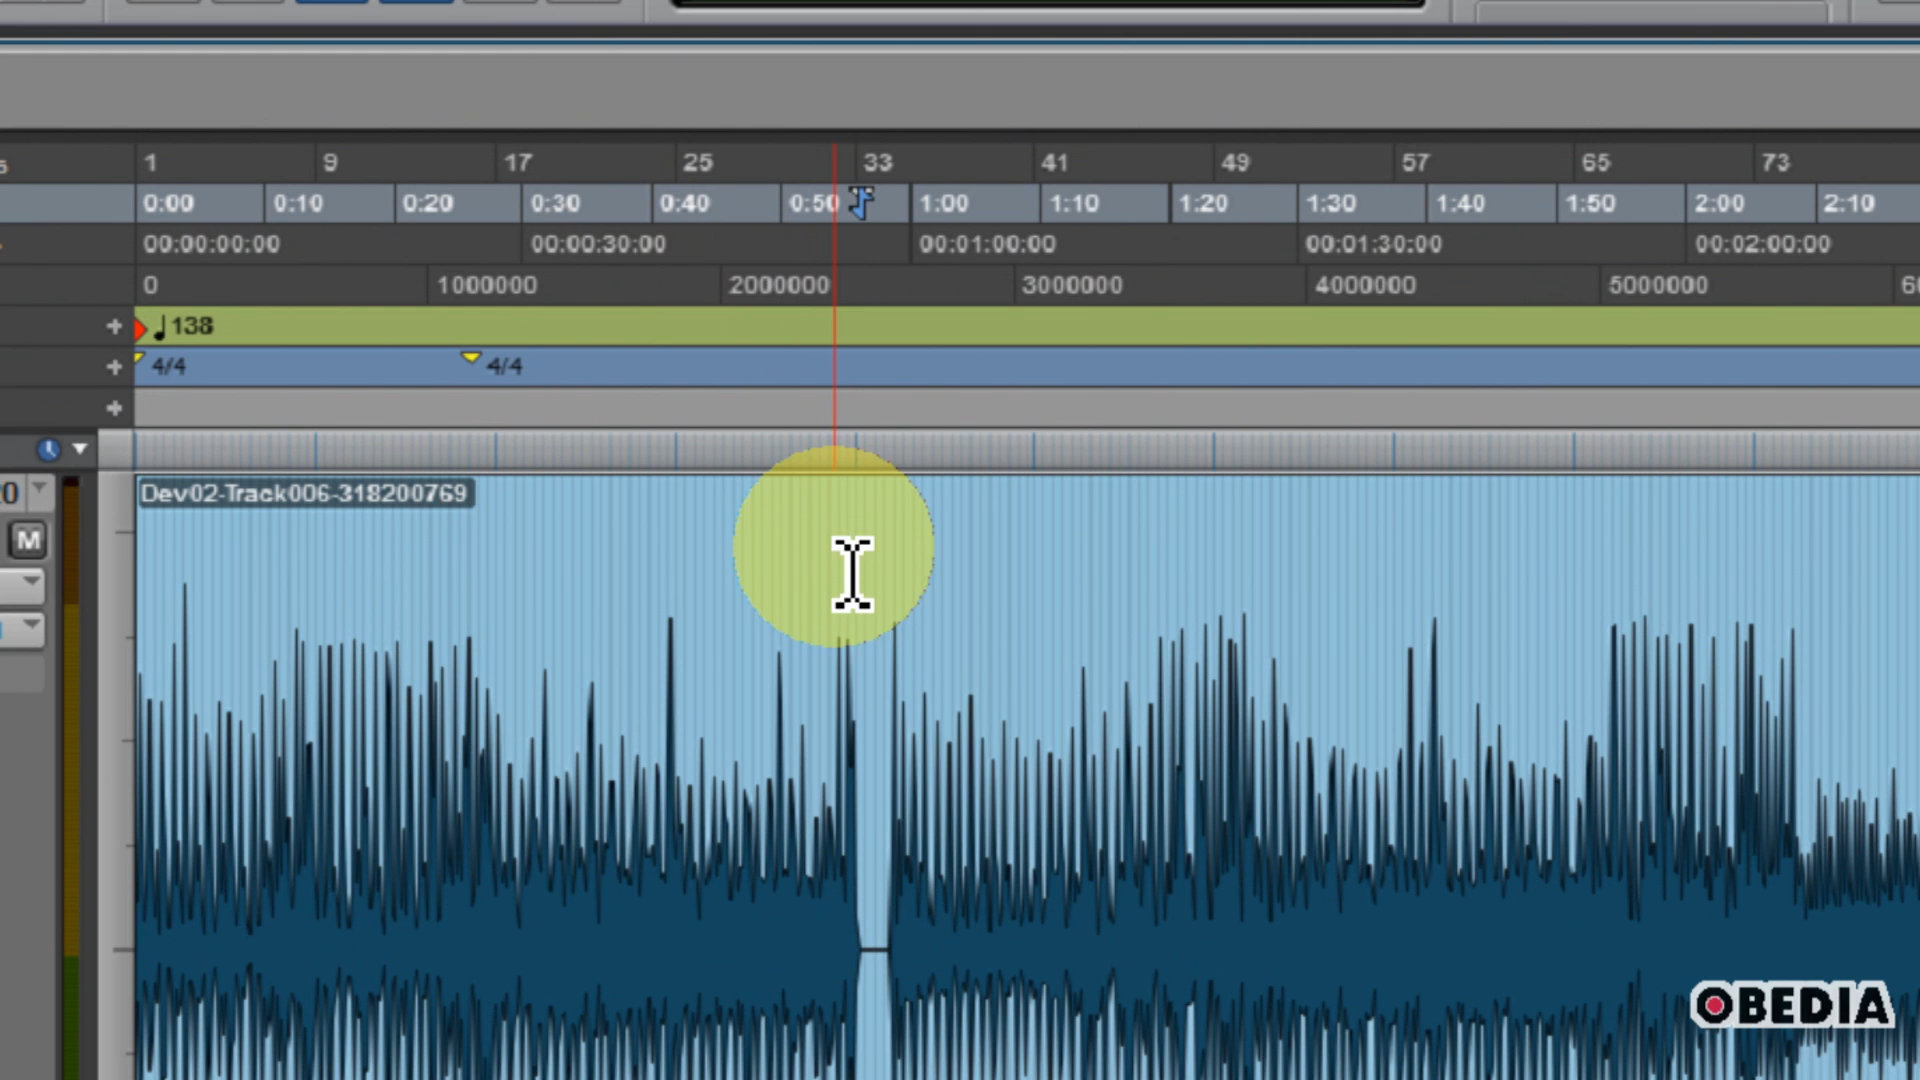 1 9 17 25 33 41 49 57 65 73
0:00 0:10 0:20 0:30 0:40 0:50 1:00 1:10 1:20 1:30 1:40 1:50 2:00 2:10
00:00:00:00 00:00:30:00 00:01:00:00 00:01:30:00 00:02:00:00
0 1000000 2000000 3000000 4000000 5000000
+ ♩138
+ 4/4 4/4
+
Dev02-Track006-318200769
M
OBEDIA